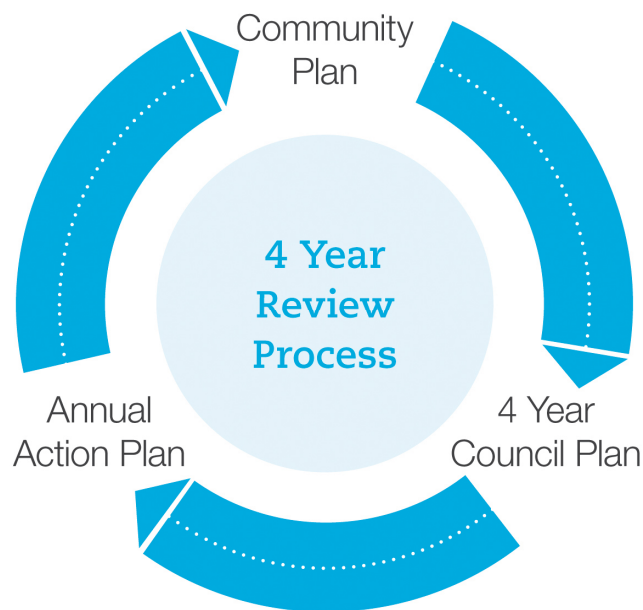 Community
Plan
4 Year
Review
Process
Annual
Action Plan
4 Year
Council Plan